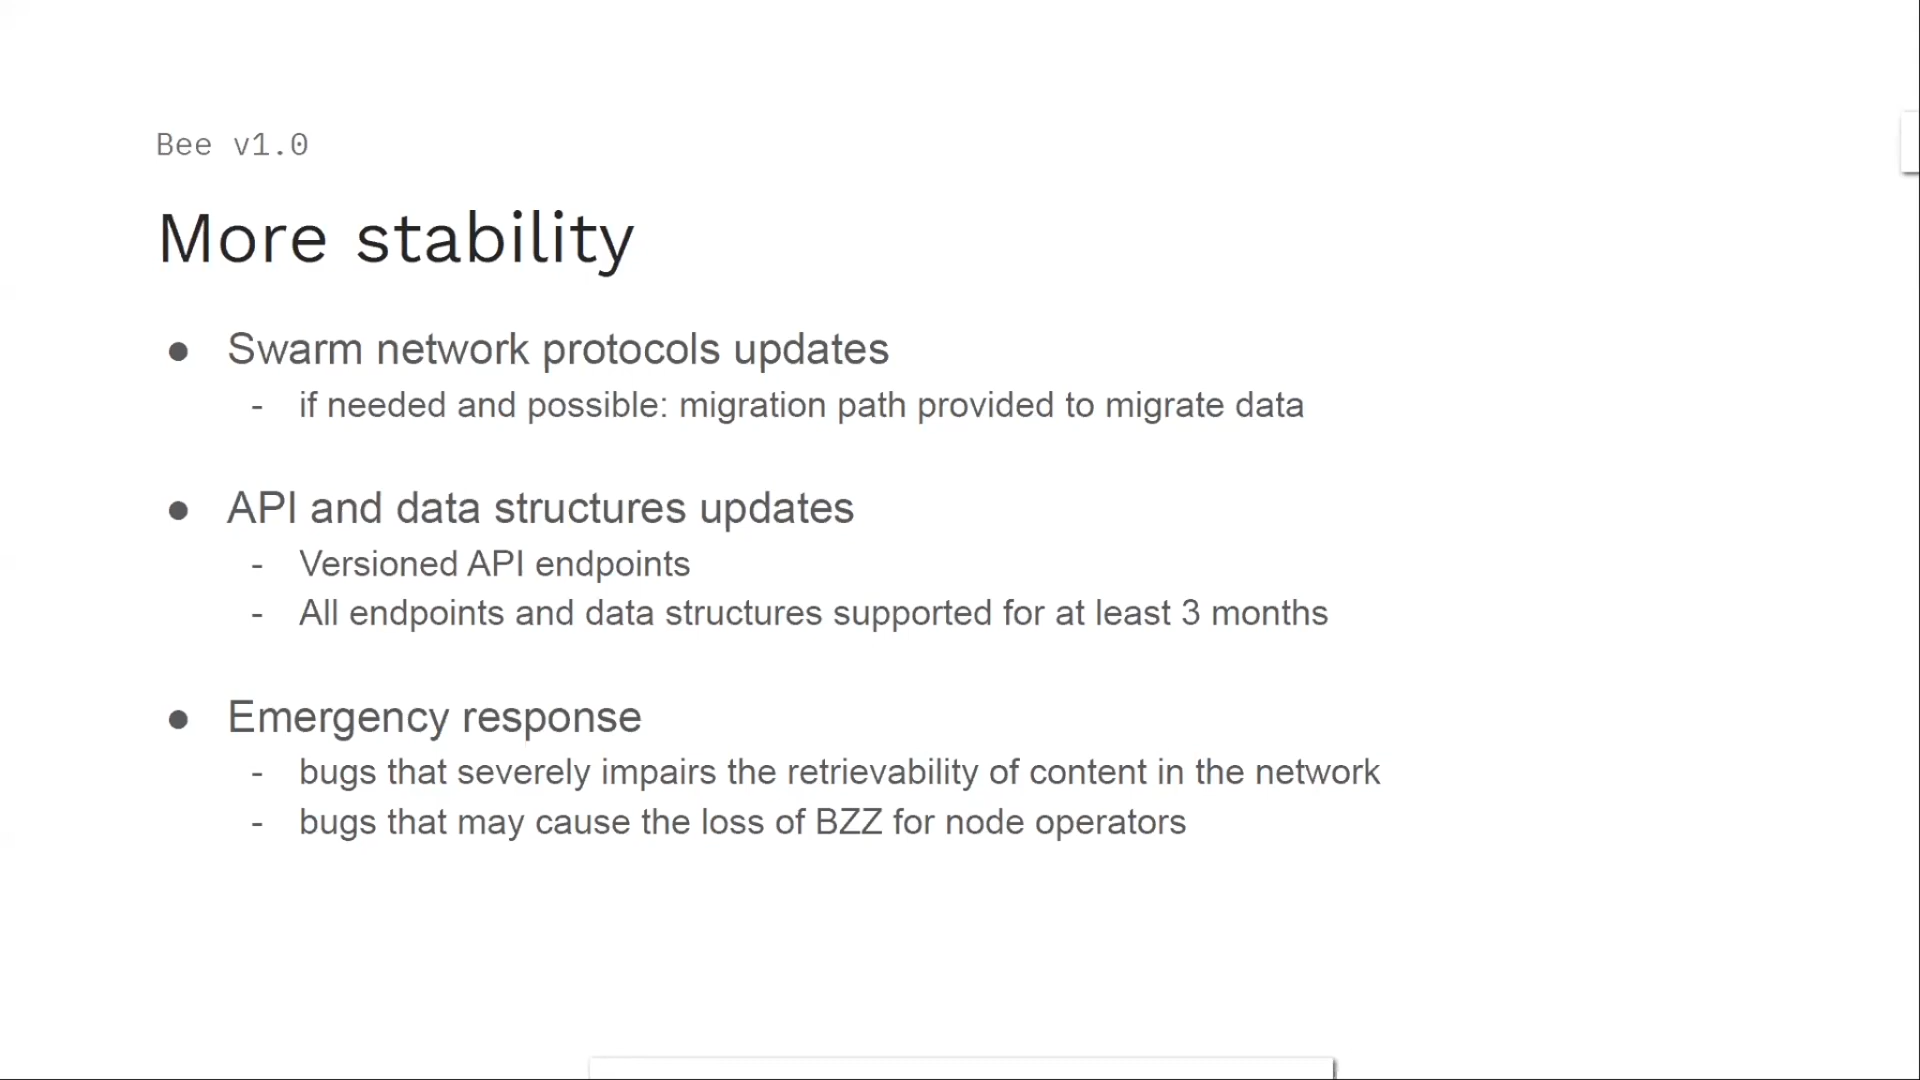 Bee v1.0
More stability
● Swarm network protocols updates
- if needed and possible: migration path provided to migrate data
● API and data structures updates
- Versioned API endpoints
- All endpoints and data structures supported for at least 3 months
● Emergency response
- bugs that severely impairs the retrievability of content in the network
- bugs that may cause the loss of BZZ for node operators